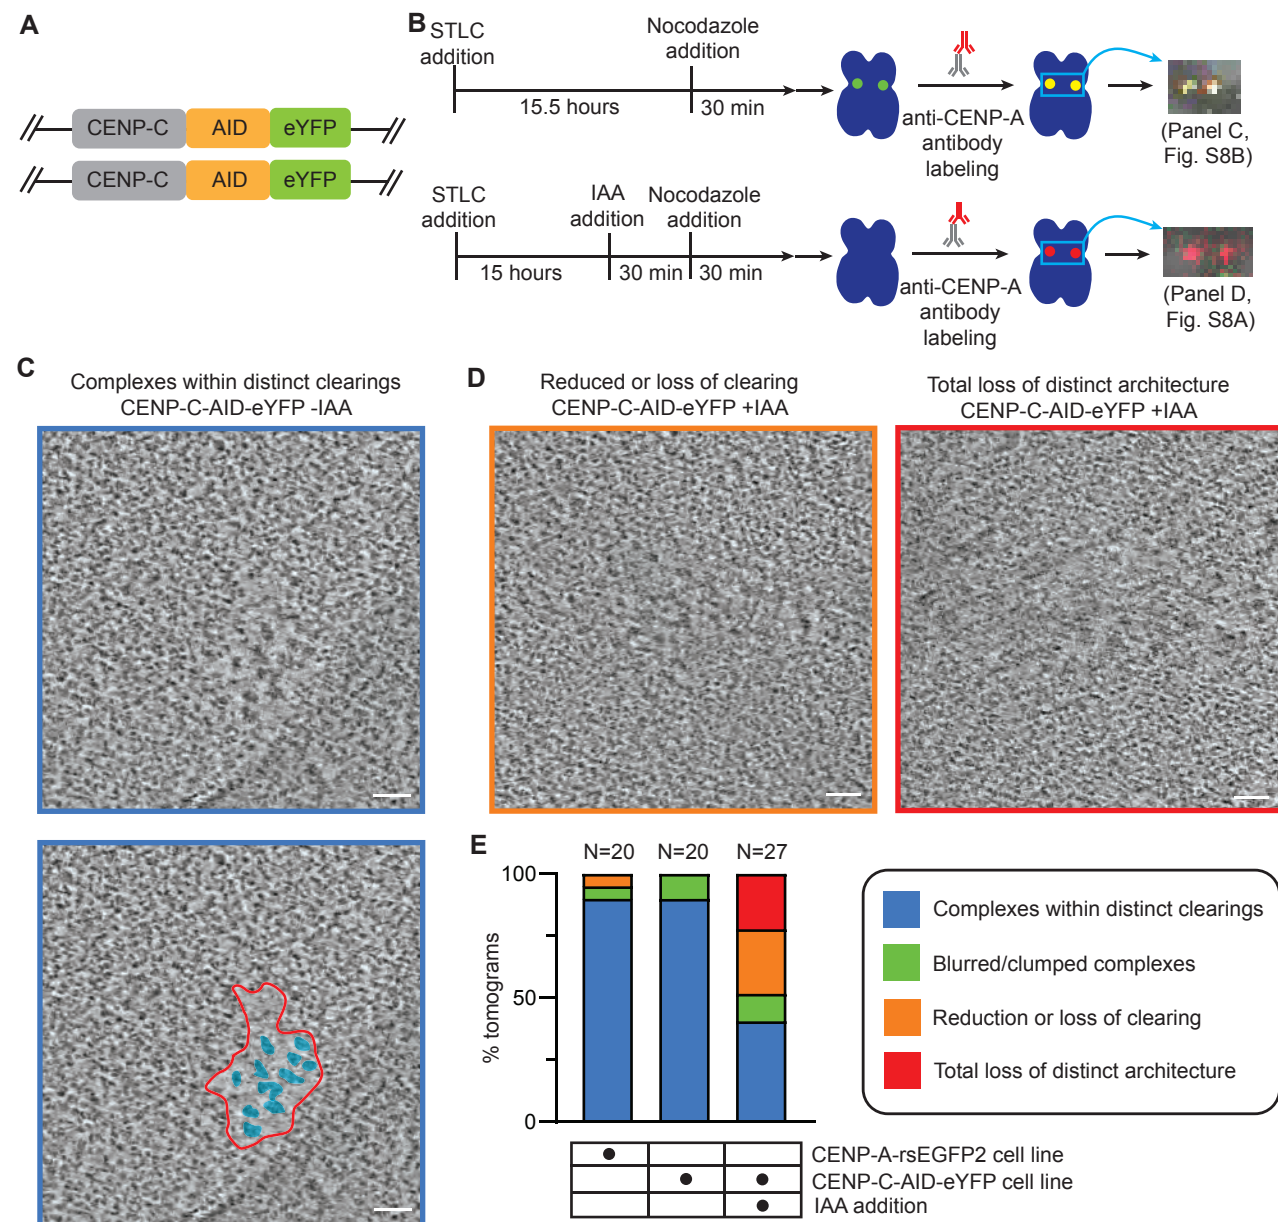 A
CENP-C AID eYFP
CENP-C AID eYFP
B
STLC
addition
Nocodazole
addition
15.5 hours
30 min
anti-CENP-A
antibody
labeling
(Panel C,
Fig. S8B)
STLC
addition
IAA
addition
Nocodazole
addition
15 hours
30 min
30 min
anti-CENP-A
antibody
labeling
(Panel D,
Fig. S8A)
C
Complexes within distinct clearings
CENP-C-AID-eYFP -IAA
D
Reduced or loss of clearing
CENP-C-AID-eYFP +IAA
Total loss of distinct architecture
CENP-C-AID-eYFP +IAA
E
N=20 N=20 N=27
100
50
0
% tomograms
CENP-A-rsEGFP2 cell line
CENP-C-AID-eYFP cell line
IAA addition
Complexes within distinct clearings
Blurred/clumped complexes
Reduction or loss of clearing
Total loss of distinct architecture